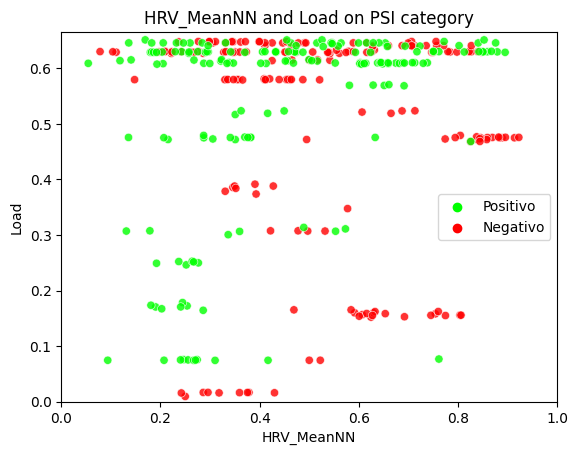 HRV_MeanNN and Load on PSI category
Load
0.6
0.5
0.4
0.3
0.2
0.1
0.0
Positivo
Negativo
0.0 0.2 0.4 0.6 0.8 1.0
HRV_MeanNN